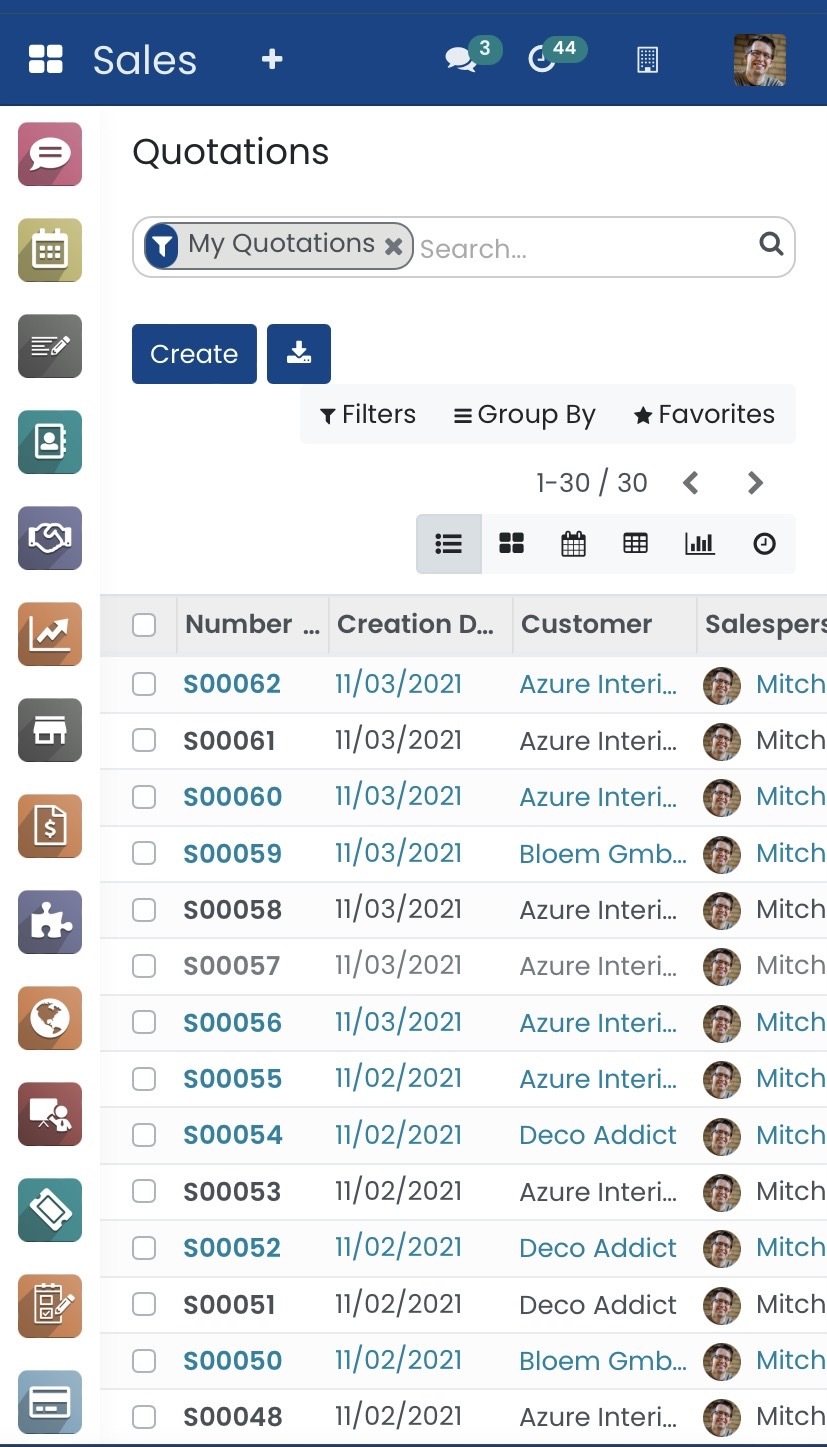 Sales 3 44
Quotations
My Quotations Search...
Create
Filters Group By Favorites
1-30 / 30
Number ... Creation D... Customer Salespers
S00062 11/03/2021 Azure Interi... Mitch
S00061 11/03/2021 Azure Interi... Mitch
S00060 11/03/2021 Azure Interi... Mitch
S00059 11/03/2021 Bloem Gmb... Mitch
S00058 11/03/2021 Azure Interi... Mitch
S00057 11/03/2021 Azure Interi... Mitch
S00056 11/03/2021 Azure Interi... Mitch
S00055 11/02/2021 Azure Interi... Mitch
S00054 11/02/2021 Deco Addict Mitch
S00053 11/02/2021 Azure Interi... Mitch
S00052 11/02/2021 Deco Addict Mitch
S00051 11/02/2021 Deco Addict Mitch
S00050 11/02/2021 Bloem Gmb... Mitch
S00048 11/02/2021 Azure Interi... Mitch